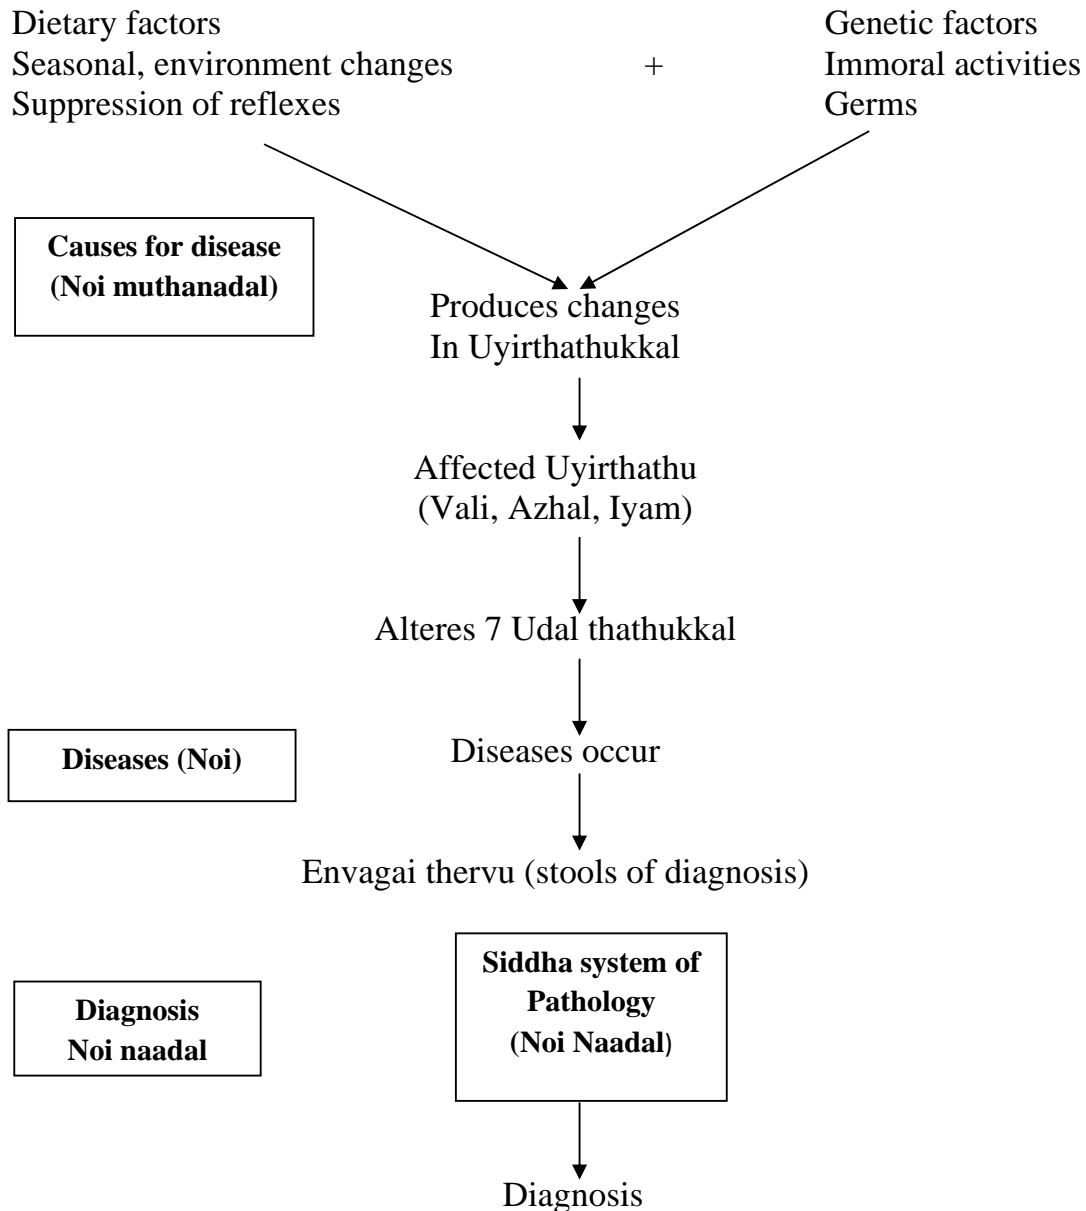 Dietary factors
Seasonal, environment changes
Suppression of reflexes
+
Genetic factors
Immoral activities
Germs
Causes for disease
(Noi muthanadal)
Produces changes
In Uyirthathukkal
Affected Uyirthathu
(Vali, Azhal, Iyam)
Alteres 7 Udal thathukkal
Diseases (Noi)
Diseases occur
Envagai thervu (stools of diagnosis)
Siddha system of
Pathology
(Noi Naadal)
Diagnosis
Noi naadal
Diagnosis